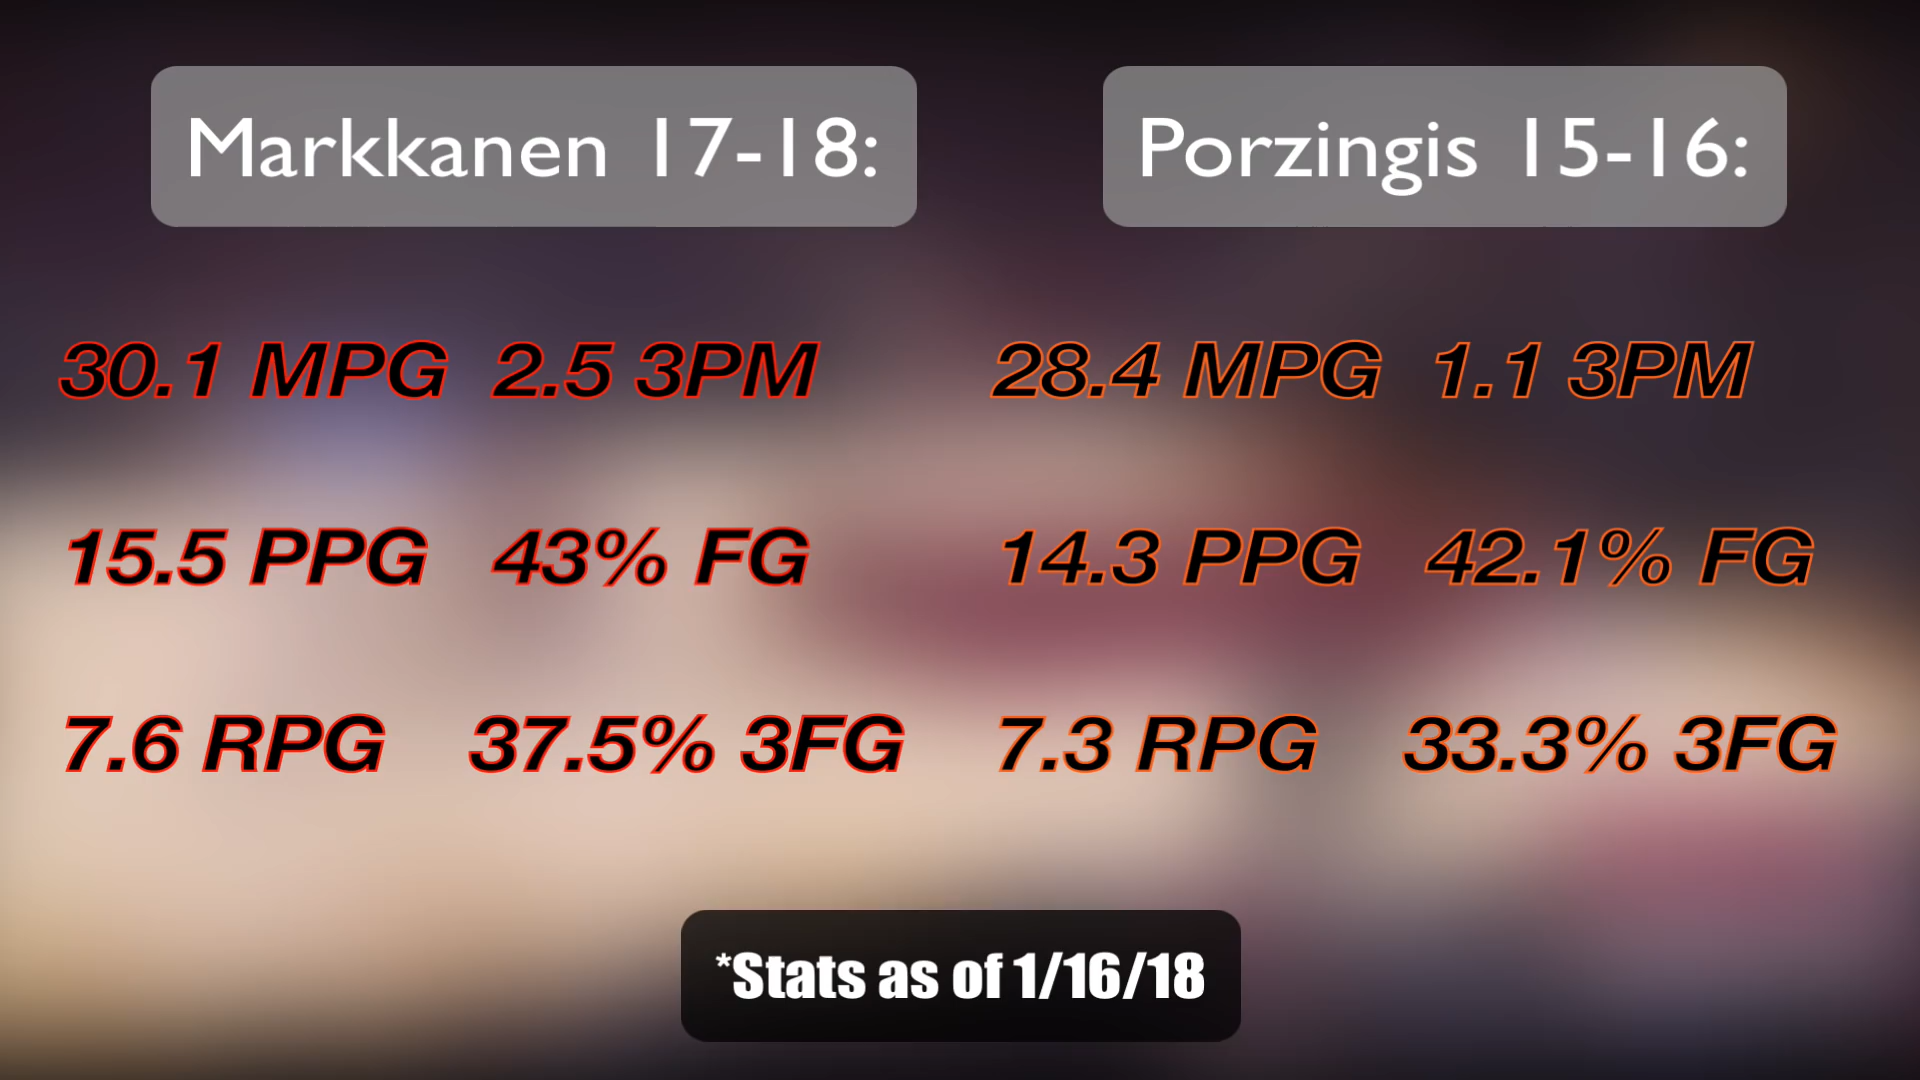 Markkanen 17-18:
30.1 MPG 2.5 3PM
15.5 PPG 43% FG
7.6 RPG 37.5% 3FG
Porzingis 15-16:
28.4 MPG 1.1 3PM
14.3 PPG 42.1% FG
7.3 RPG 33.3% 3FG
*Stats as of 1/16/18